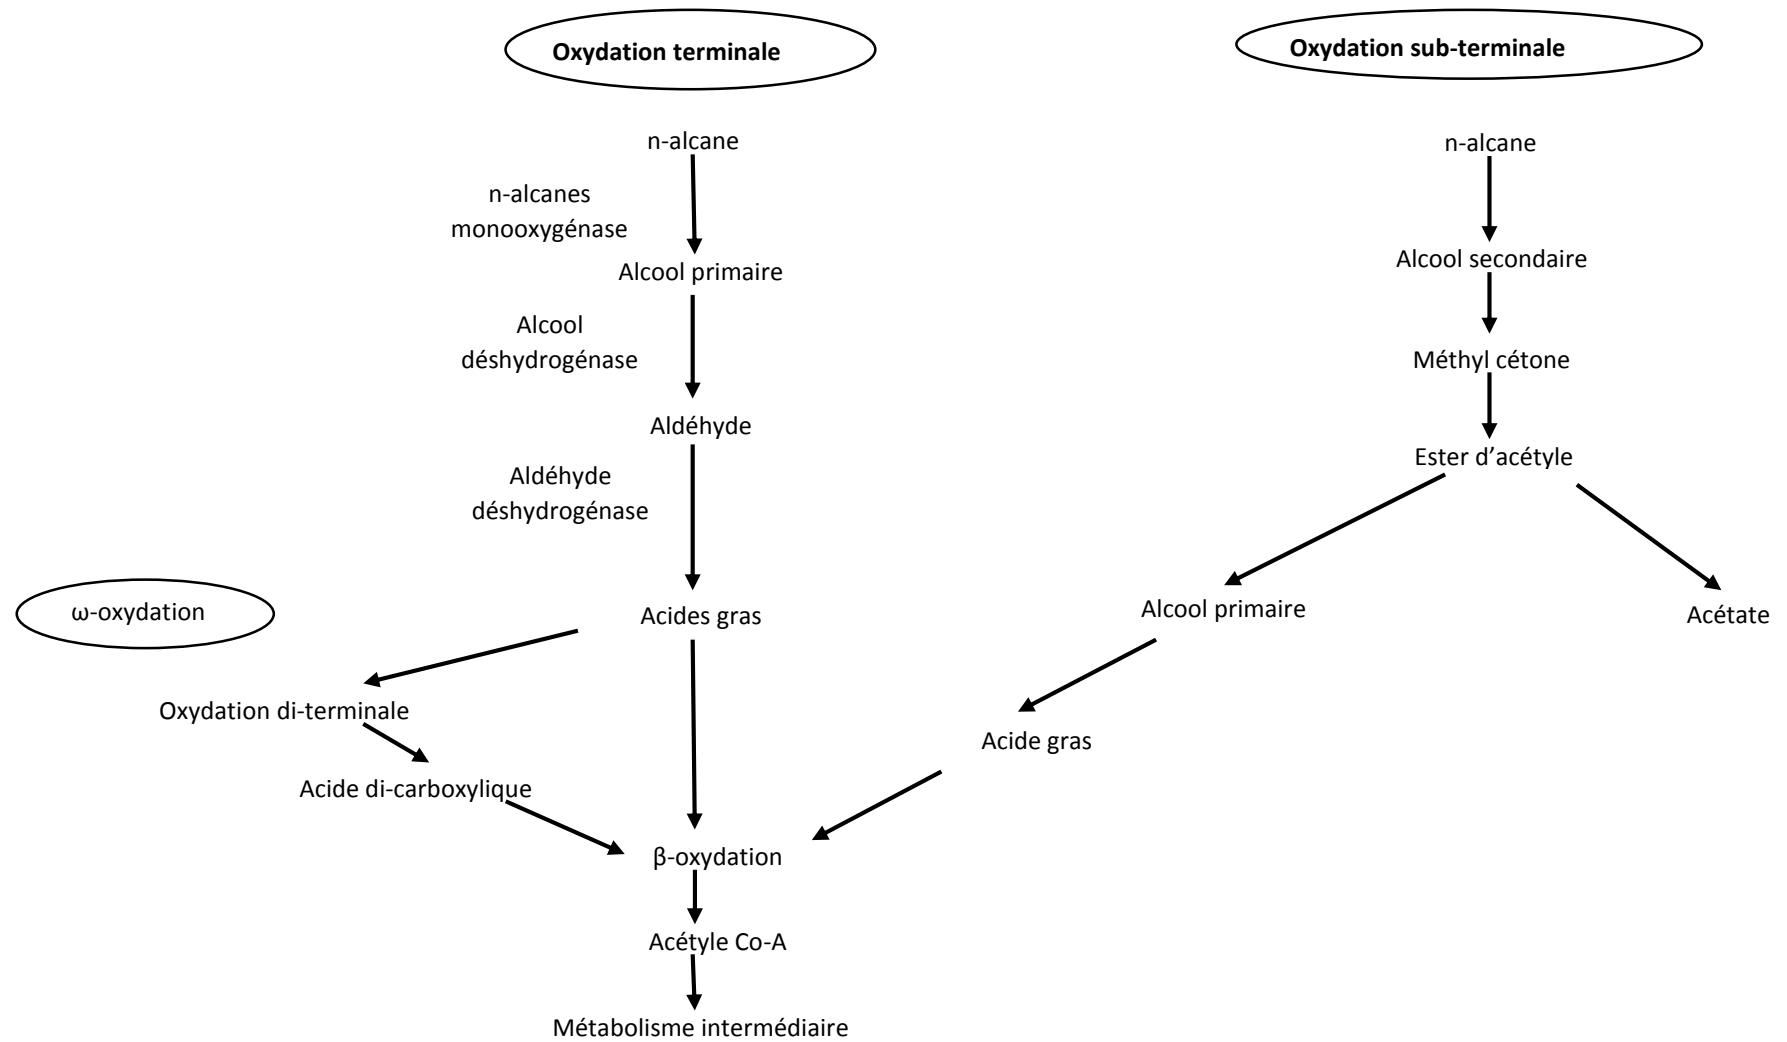 Oxydation terminale
Oxydation sub-terminale
n-alcane
n-alcane
n-alcanes
monooxygénase
Alcool primaire
Alcool secondaire
Alcool
déshydrogénase
Méthyl cétone
Aldéhyde
Ester d’acétyle
Aldéhyde
déshydrogénase
ω-oxydation
Acides gras
Alcool primaire
Acétate
Oxydation di-terminale
Acide gras
Acide di-carboxylique
β-oxydation
Acétyle Co-A
Métabolisme intermédiaire